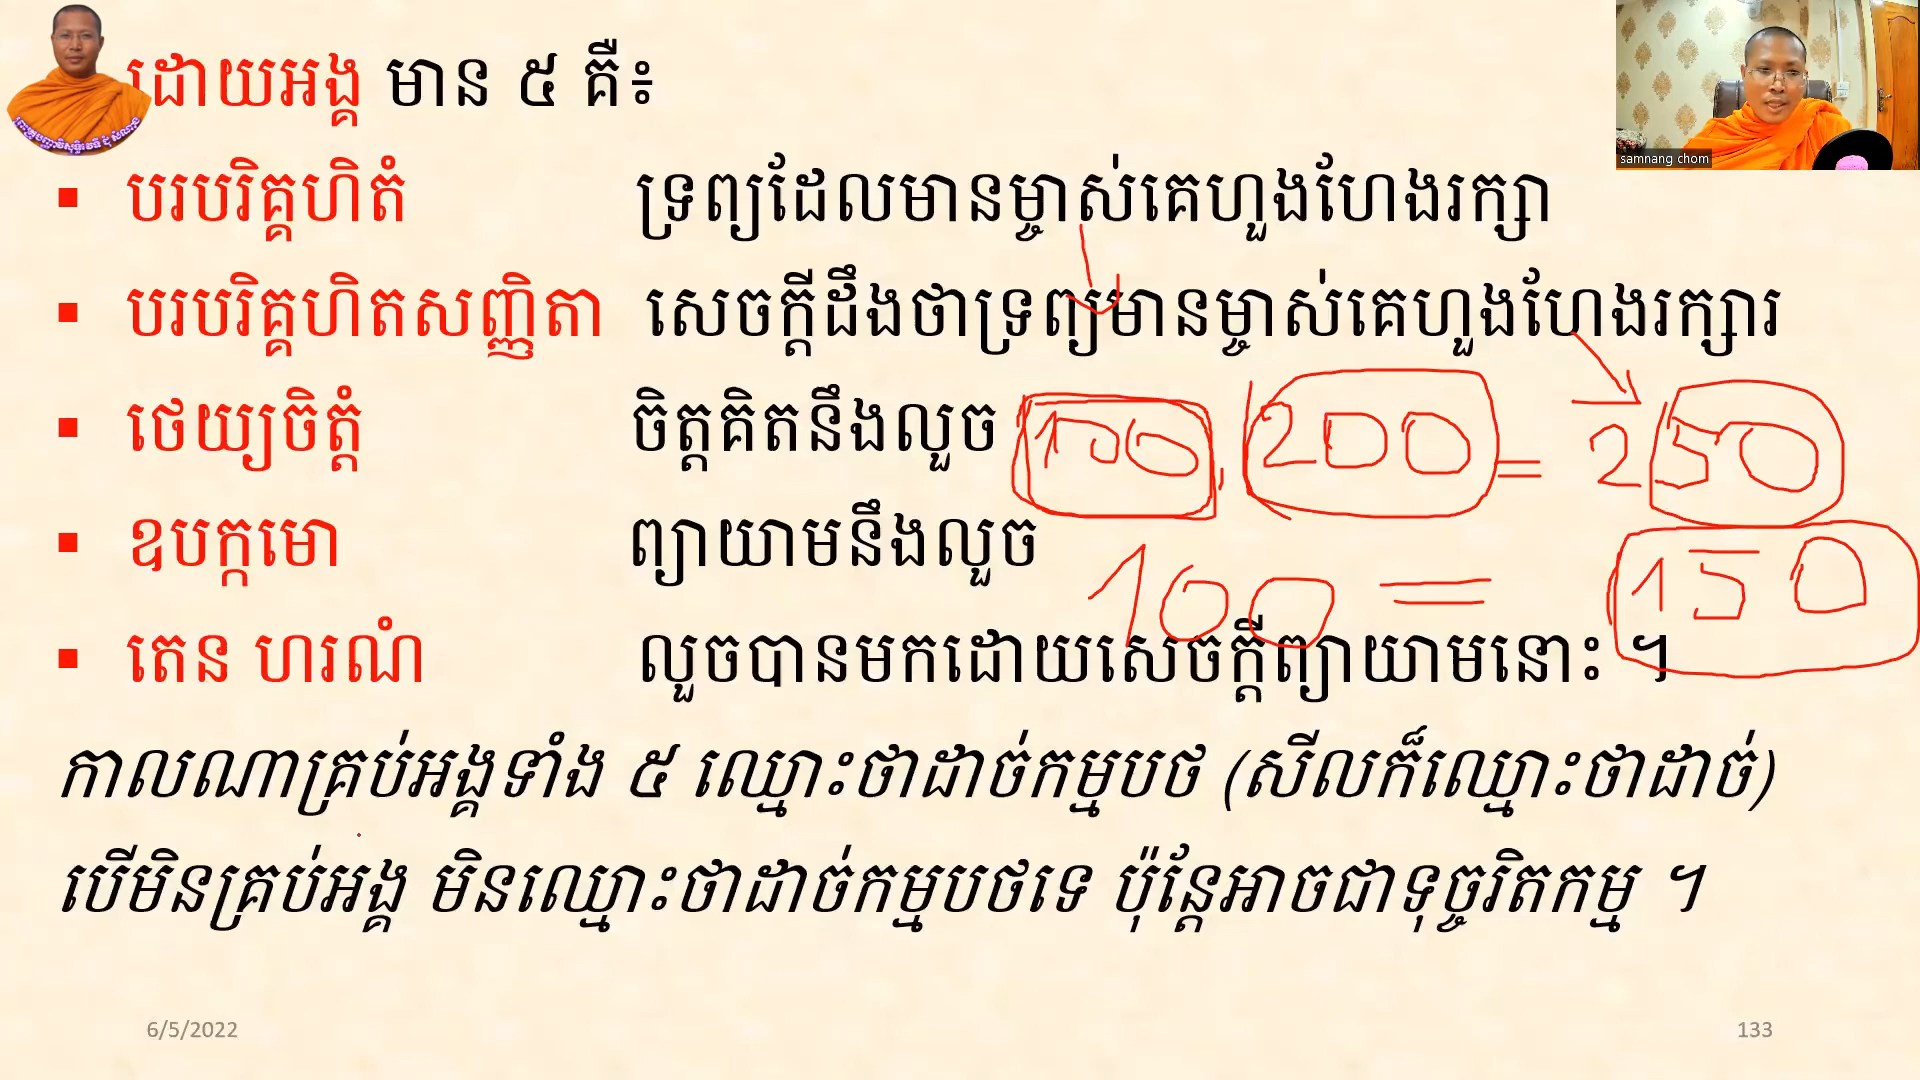 ដោយអង្គ មាន ៥ គឺ៖
samnang chom
▪ បរបរិគ្គហិតំ ទ្រព្យដែលមានម្ចាស់គេហួងហែងរក្សា
▪ បរបរិគ្គហិតសញ្ញិតា សេចក្ដីដឹងថាទ្រព្យមានម្ចាស់គេហួងហែងរក្សារ
▪ ថេយ្យចិត្តំ ចិត្តគិតនឹងលួច 100, 200 = 250
▪ ឧបក្កមោ ព្យាយាមនឹងលួច 100 = 150
▪ តេន ហរណំ លួចបានមកដោយសេចក្ដីព្យាយាមនោះ ។
កាលណាគ្រប់អង្គទាំង ៥ ឈ្មោះថាដាច់កម្មបថ (សីលក៏ឈ្មោះថាដាច់)
បើមិនគ្រប់អង្គ មិនឈ្មោះថាដាច់កម្មបថទេ ប៉ុន្តែអាចជាទុច្ចរិតកម្ម ។
6/5/2022 133